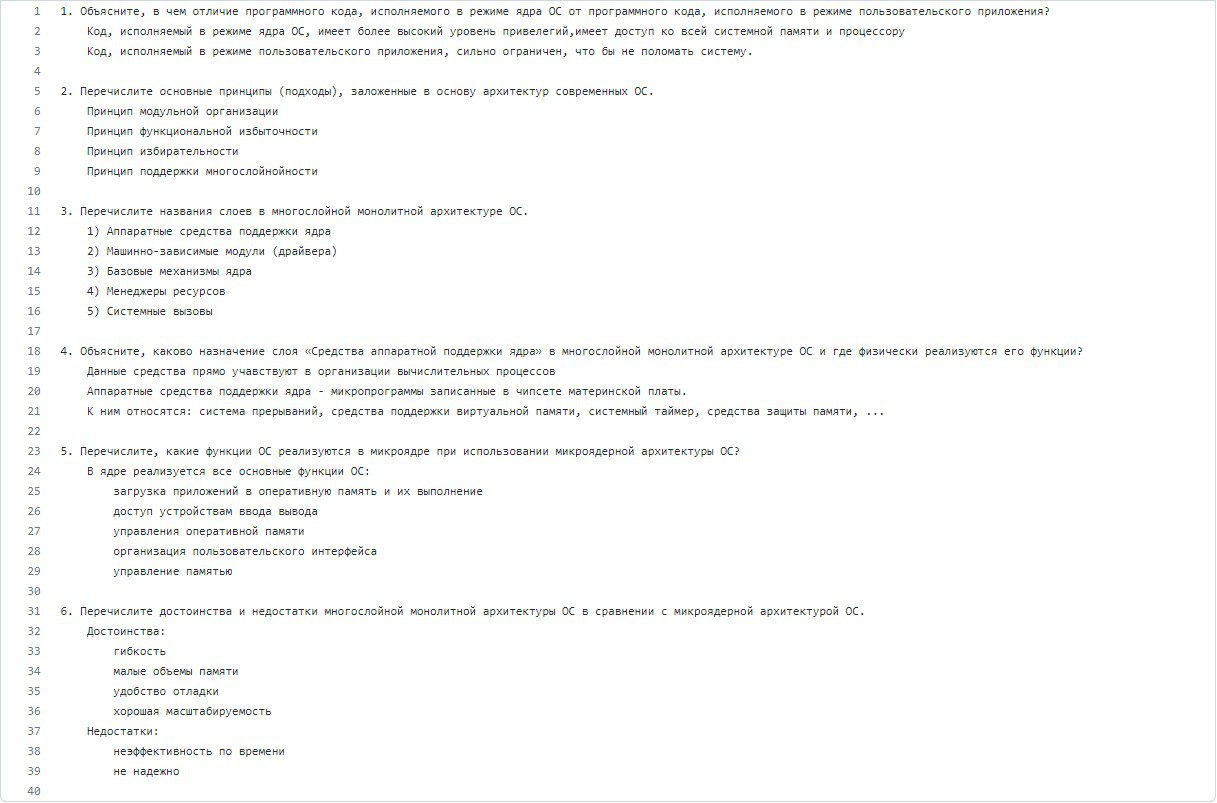 1 1. Объясните, в чем отличие программного кода, исполняемого в режиме ядра ОС от программного кода, исполняемого в режиме пользовательского приложения?
2 Код, исполняемый в режиме ядра ОС, имеет более высокий уровень привелегий,имеет доступ ко всей системной памяти и процессору
3 Код, исполняемый в режиме пользовательского приложения, сильно ограничен, что бы не поломать систему.
4
5 2. Перечислите основные принципы (подходы), заложенные в основу архитектур современных ОС.
6 Принцип модульной организации
7 Принцип функциональной избыточности
8 Принцип избирательности
9 Принцип поддержки многослойнойности
10
11 3. Перечислите названия слоев в многослойной монолитной архитектуре ОС.
12 1) Аппаратные средства поддержки ядра
13 2) Машинно-зависимые модули (драйвера)
14 3) Базовые механизмы ядра
15 4) Менеджеры ресурсов
16 5) Системные вызовы
17
18 4. Объясните, каково назначение слоя «Средства аппаратной поддержки ядра» в многослойной монолитной архитектуре ОС и где физически реализуются его функции?
19 Данные средства прямо учавствуют в организации вычислительных процессов
20 Аппаратные средства поддержки ядра - микропрограммы записанные в чипсете материнской платы.
21 К ним относятся: система прерываний, средства поддержки виртуальной памяти, системный таймер, средства защиты памяти, ...
22
23 5. Перечислите, какие функции ОС реализуются в микроядре при использовании микроядерной архитектуры ОС?
24 В ядре реализуется все основные функции ОС:
25 загрузка приложений в оперативную память и их выполнение
26 доступ устройствам ввода вывода
27 управления оперативной памяти
28 организация пользовательского интерфейса
29 управление памятью
30
31 6. Перечислите достоинства и недостатки многослойной монолитной архитектуры ОС в сравнении с микроядерной архитектурой ОС.
32 Достоинства:
33 гибкость
34 малые объемы памяти
35 удобство отладки
36 хорошая масштабируемость
37 Недостатки:
38 неэффективность по времени
39 не надежно
40